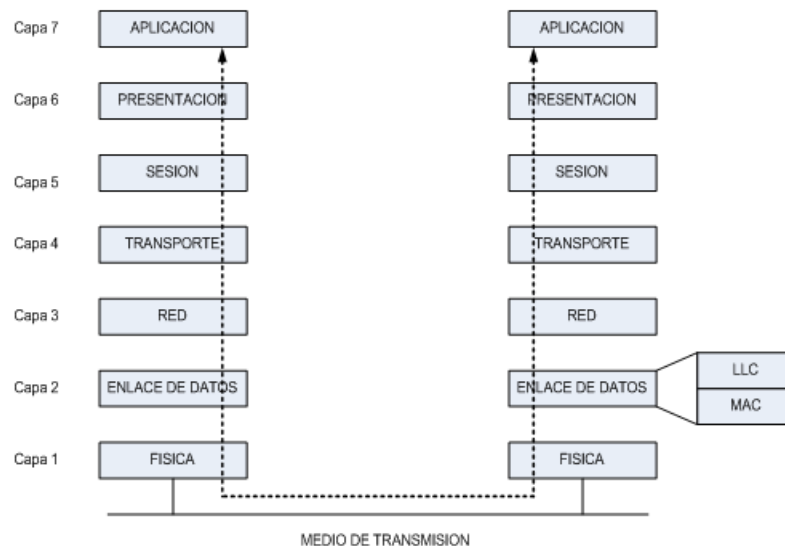 Capa 7 APLICACION APLICACION
Capa 6 PRESENTACION PRESENTACION
Capa 5 SESION SESION
Capa 4 TRANSPORTE TRANSPORTE
Capa 3 RED RED
LLC
Capa 2 ENLACE DE DATOS ENLACE DE DATOS
MAC
Capa 1 FISICA FISICA
MEDIO DE TRANSMISION